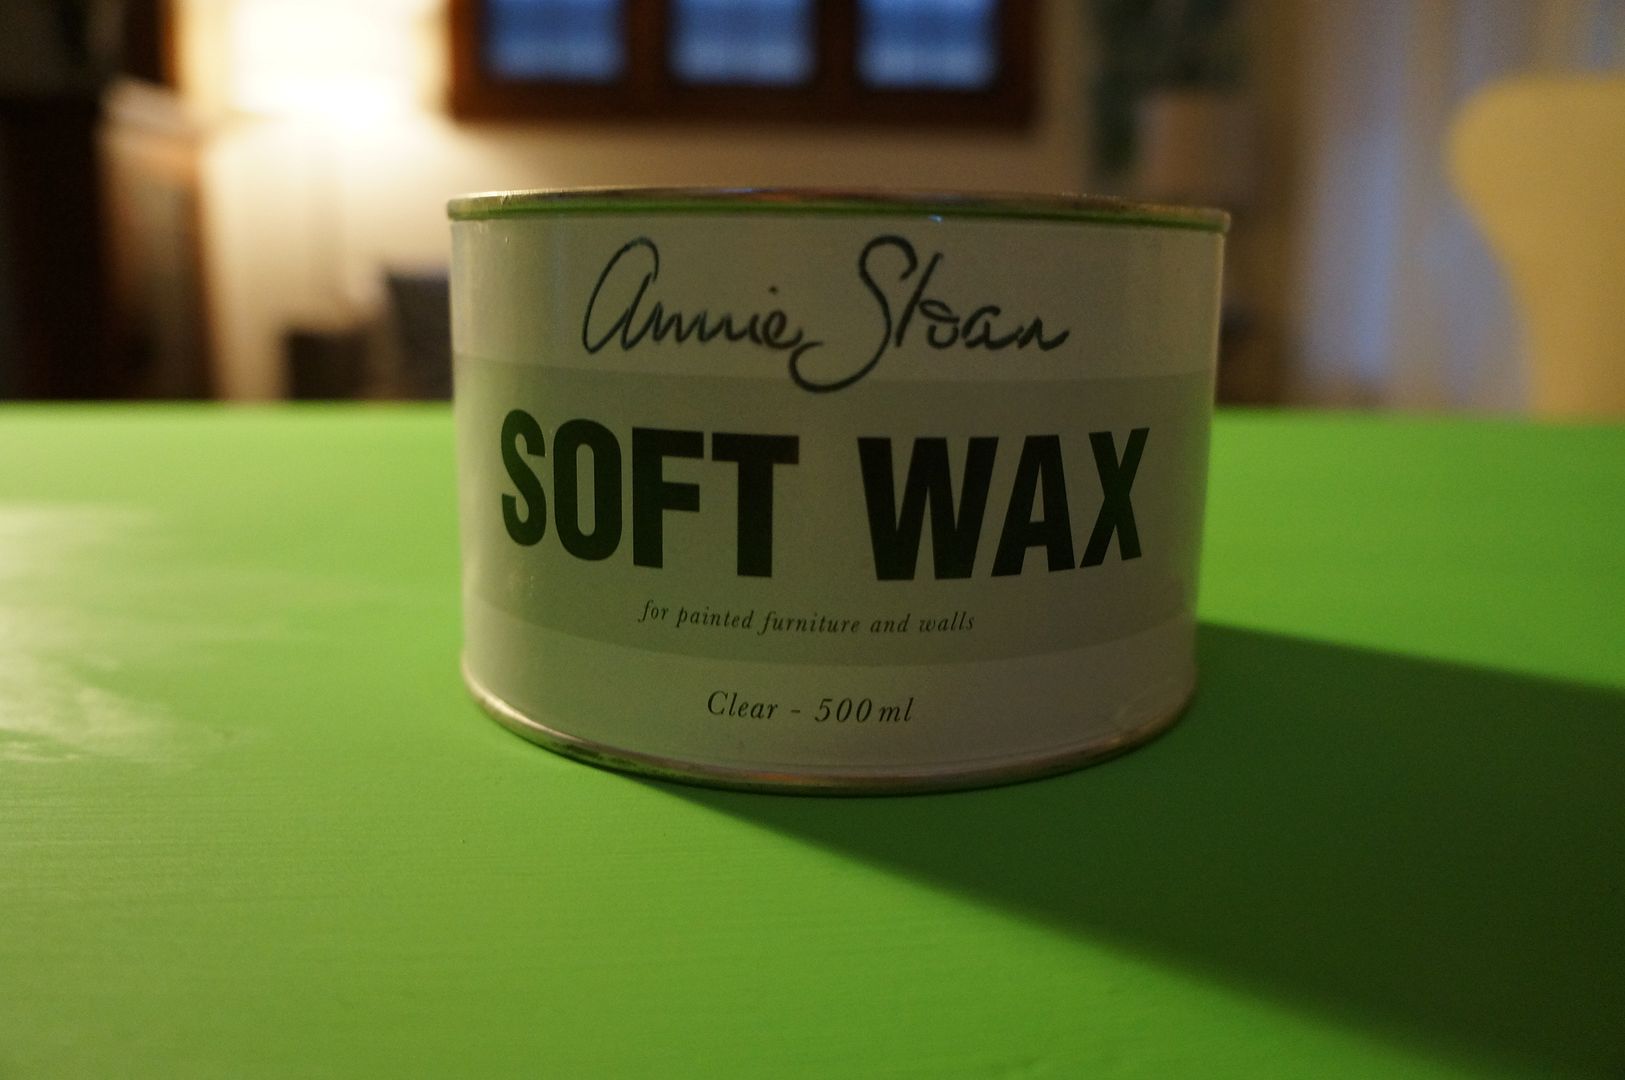 Annie Sloan
SOFT WAX
for painted furniture and walls
Clear - 500ml